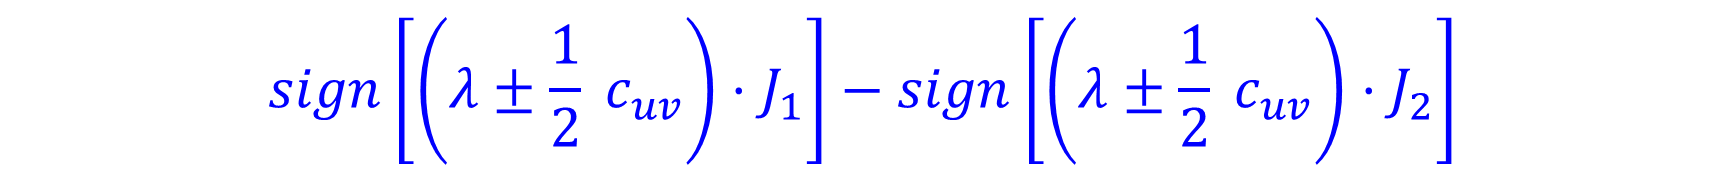 sign [(λ ± 1/2 c_uv) · J_1] − sign [(λ ± 1/2 c_uv) · J_2]